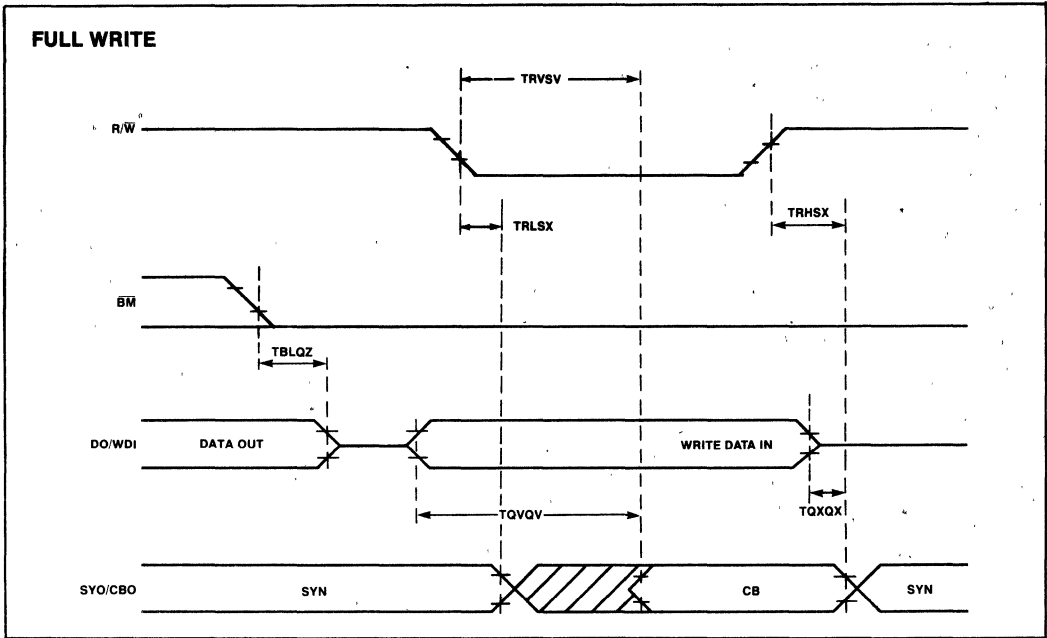 FULL WRITE
TRVSV
R/W̅
TRLSX
TRHSX
B̅M̅
TBLQZ
DO/WDI
DATA OUT
WRITE DATA IN
TQVQV
TQXQX
SYO/CBO
SYN
CB
SYN